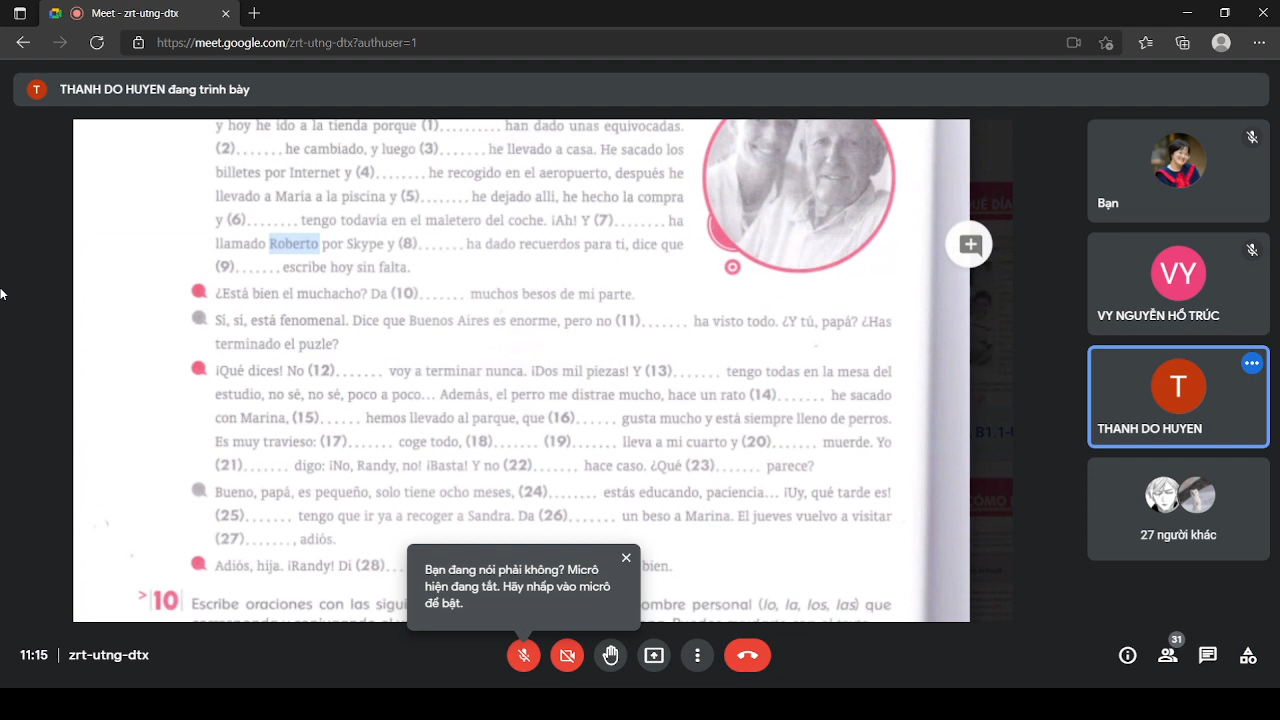 Meet - zrt-utng-dtx
https://meet.google.com/zrt-utng-dtx?authuser=1
T THANH DO HUYEN đang trình bày
y hoy he ido a la tienda porque (1).......... han dado unas equivocadas.
(2)....... he cambiado, y luego (3)....... he llevado a casa. He sacado los
billetes por Internet y (4)........ he recogido en el aeropuerto, después he
llevado a María a la piscina y (5)........ he dejado allí, he hecho la compra
y (6)........ tengo todavía en el maletero del coche. ¡Ah! Y (7)........ ha
llamado Roberto por Skype y (8)....... ha dado recuerdos para ti, dice que
(9)....... escribe hoy sin falta.
¿Está bien el muchacho? Da (10)....... muchos besos de mi parte.
Sí, sí, está fenomenal. Dice que Buenos Aires es enorme, pero no (11)....... ha visto todo. ¿Y tú, papá? ¿Has
terminado el puzle?
¡Qué dices! No (12)....... voy a terminar nunca. ¡Dos mil piezas! Y (13)....... tengo todas en la mesa del
estudio, no sé, no sé, poco a poco... Además, el perro me distrae mucho, hace un rato (14)....... he sacado
con Marina, (15)...... hemos llevado al parque, que (16)...... gusta mucho y está siempre lleno de perros.
Es muy travieso: (17)....... coge todo, (18)....... (19)....... lleva a mi cuarto y (20)....... muerde. Yo
(21)....... digo: ¡No, Randy, no! ¡Basta! Y no (22)....... hace caso. ¿Qué (23)....... parece?
Bueno, papá, es pequeño, solo tiene ocho meses, (24)........ estás educando, paciencia... ¡Uy, qué tarde es!
(25)....... tengo que ir ya a recoger a Sandra. Da (26)....... un beso a Marina. El jueves vuelvo a visitar
(27)......., adiós.
Adiós, hija. ¡Randy! Di (28)... bien.
>10 Escribe oraciones con las sigui ombre personal (lo, la, los, las) que
Bạn đang nói phải không? Micrô
hiện đang tắt. Hãy nhấp vào micrô
để bật.
Bạn
VY
VY NGUYỄN HỒ TRÚC
T
THANH DO HUYEN
27 người khác
11:15 | zrt-utng-dtx
31